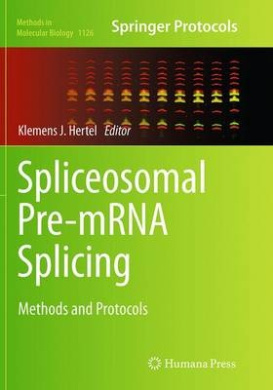 Methods in
Molecular Biology 1126
Springer Protocols
Klemens J. Hertel Editor
Spliceosomal
Pre-mRNA
Splicing
Methods and Protocols
Humana Press